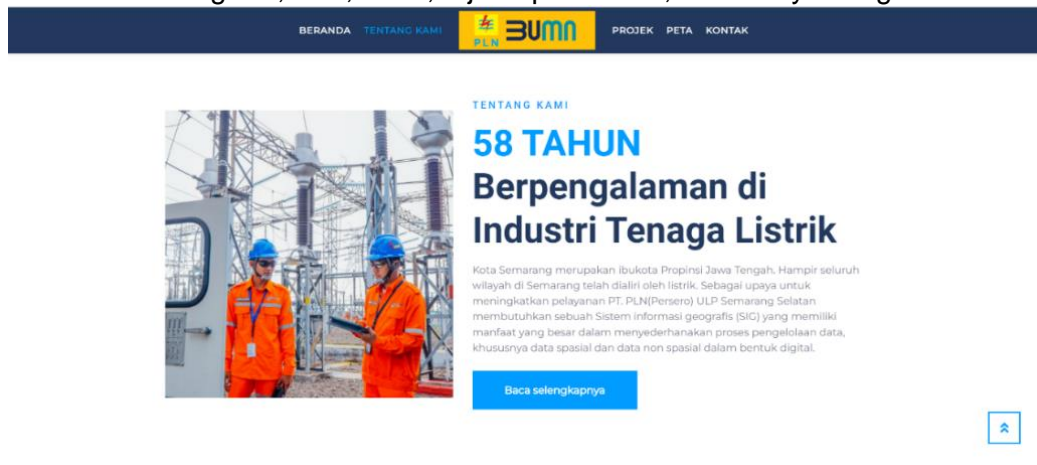 BERANDA TENTANG KAMI PLN BUMN PROJEK PETA KONTAK
TENTANG KAMI
58 TAHUN
Berpengalaman di
Industri Tenaga Listrik
Kota Semarang merupakan ibukota Propinsi Jawa Tengah. Hampir seluruh
wilayah di Semarang telah dialiri oleh listrik. Sebagai upaya untuk
meningkatkan pelayanan PT. PLN(Persero) ULP Semarang Selatan
membutuhkan sebuah Sistem informasi geografis (SIG) yang memiliki
manfaat yang besar dalam menyederhanakan proses pengelolaan data,
khususnya data spasial dan data non spasial dalam bentuk digital.
Baca selengkapnya